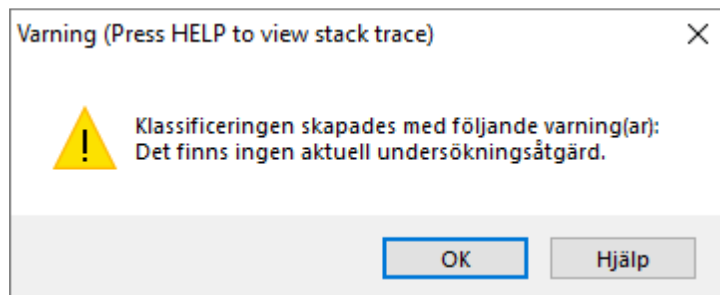 Varning (Press HELP to view stack trace)
Klassificeringen skapades med följande varning(ar):
Det finns ingen aktuell undersökningsåtgärd.
OK
Hjälp